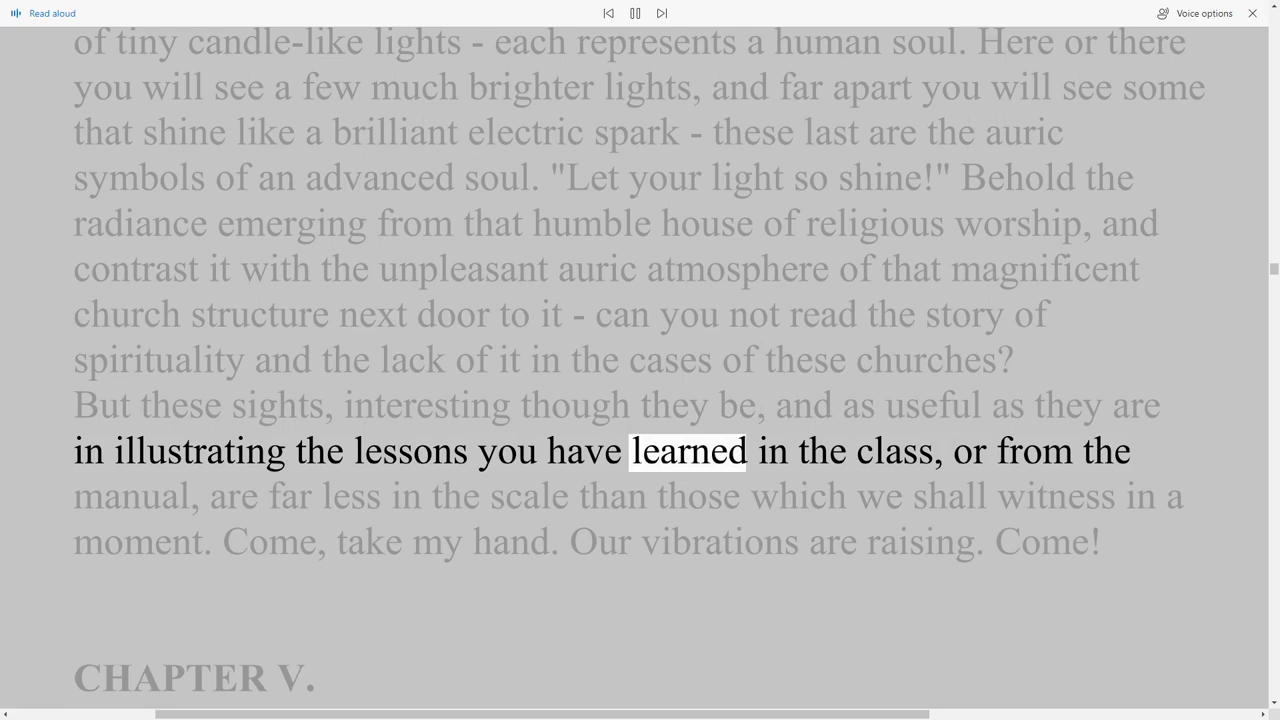 Read aloud
Voice options
of tiny candle-like lights - each represents a human soul. Here or there
you will see a few much brighter lights, and far apart you will see some
that shine like a brilliant electric spark - these last are the auric
symbols of an advanced soul. "Let your light so shine!" Behold the
radiance emerging from that humble house of religious worship, and
contrast it with the unpleasant auric atmosphere of that magnificent
church structure next door to it - can you not read the story of
spirituality and the lack of it in the cases of these churches?
But these sights, interesting though they be, and as useful as they are
in illustrating the lessons you have learned in the class, or from the
manual, are far less in the scale than those which we shall witness in a
moment. Come, take my hand. Our vibrations are raising. Come!
CHAPTER V.